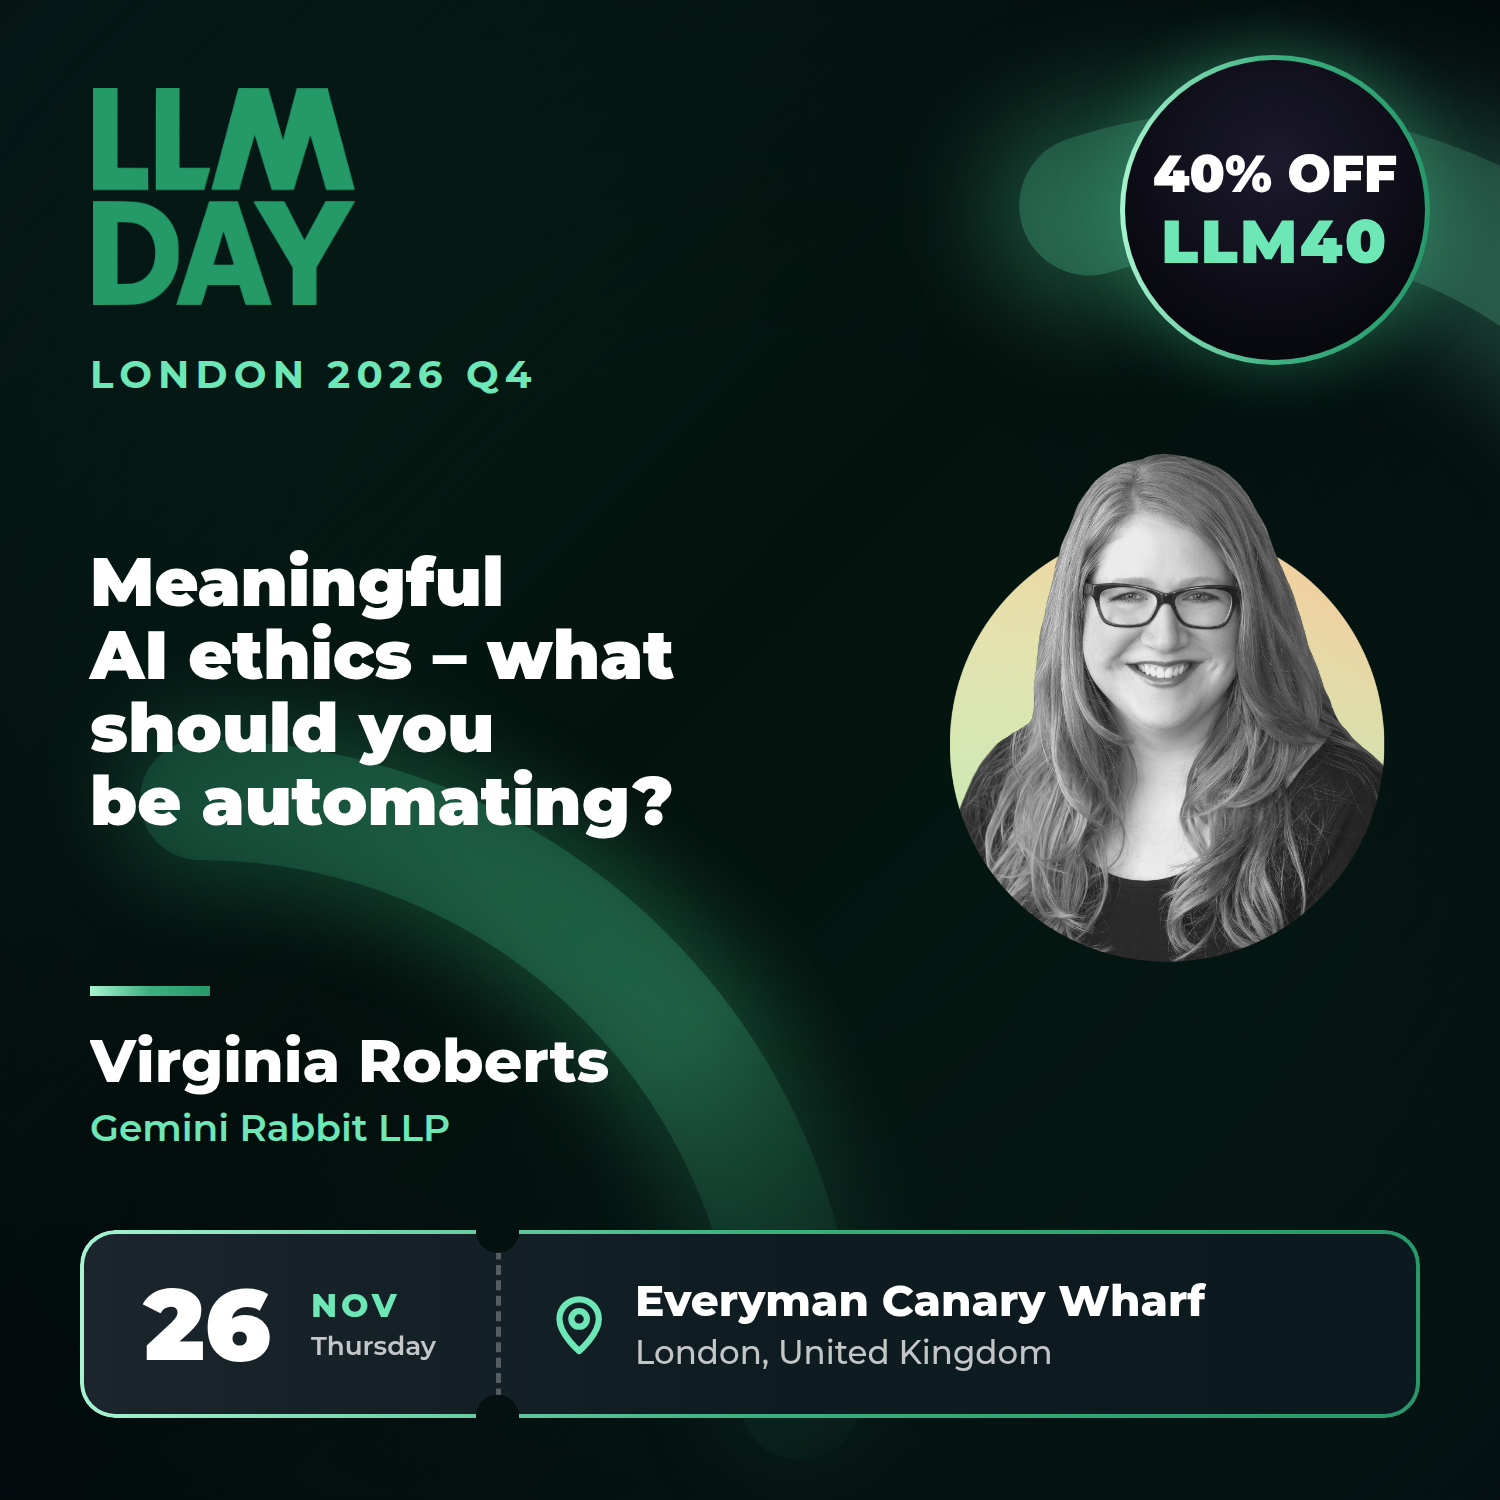 LLM
DAY
LONDON 2026 Q4
40% OFF
LLM40
Meaningful
AI ethics – what
should you
be automating?
Virginia Roberts
Gemini Rabbit LLP
26
NOV
Thursday
Everyman Canary Wharf
London, United Kingdom